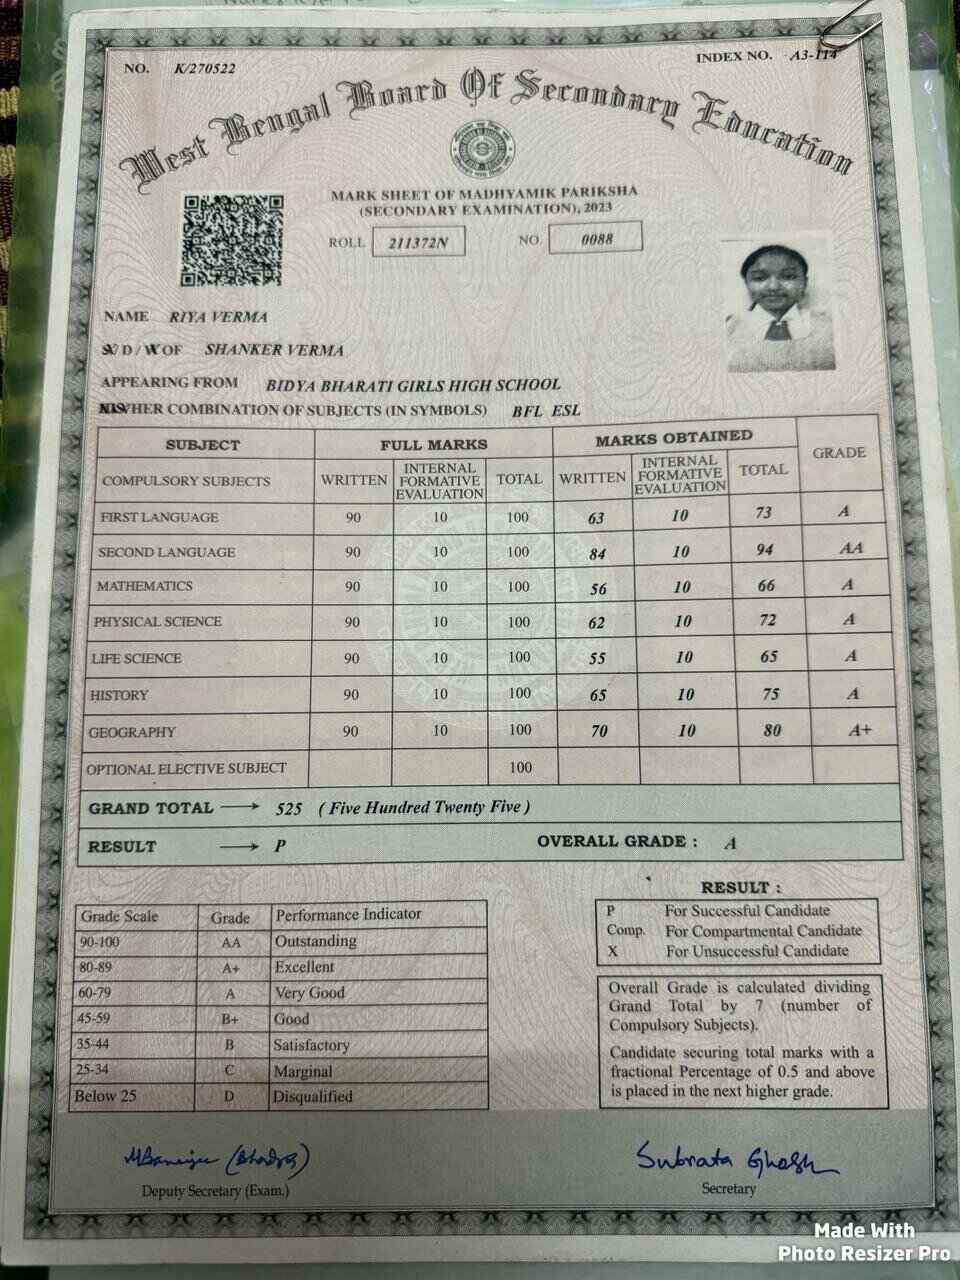 NO. K/270522
INDEX NO. A3-114
West Bengal Board Of Secondary Education
MARK SHEET OF MADHYAMIK PARIKSHA
(SECONDARY EXAMINATION), 2023
ROLL 211372N NO. 0088
NAME RIYA VERMA
S/ D / W OF SHANKER VERMA
APPEARING FROM BIDYA BHARATI GIRLS HIGH SCHOOL
HIS/HER COMBINATION OF SUBJECTS (IN SYMBOLS) BFL ESL
SUBJECT FULL MARKS MARKS OBTAINED GRADE
COMPULSORY SUBJECTS WRITTEN INTERNAL FORMATIVE EVALUATION TOTAL WRITTEN INTERNAL FORMATIVE EVALUATION TOTAL
FIRST LANGUAGE 90 10 100 63 10 73 A
SECOND LANGUAGE 90 10 100 84 10 94 AA
MATHEMATICS 90 10 100 56 10 66 A
PHYSICAL SCIENCE 90 10 100 62 10 72 A
LIFE SCIENCE 90 10 100 55 10 65 A
HISTORY 90 10 100 65 10 75 A
GEOGRAPHY 90 10 100 70 10 80 A+
OPTIONAL ELECTIVE SUBJECT 100
GRAND TOTAL → 525 ( Five Hundred Twenty Five )
RESULT → P OVERALL GRADE : A
Grade Scale Grade Performance Indicator
90-100 AA Outstanding
80-89 A+ Excellent
60-79 A Very Good
45-59 B+ Good
35-44 B Satisfactory
25-34 C Marginal
Below 25 D Disqualified
RESULT :
P For Successful Candidate
Comp. For Compartmental Candidate
X For Unsuccessful Candidate
Overall Grade is calculated dividing
Grand Total by 7 (number of
Compulsory Subjects).
Candidate securing total marks with a
fractional Percentage of 0.5 and above
is placed in the next higher grade.
MBanerjee (Bhadra)
Deputy Secretary (Exam.)
Subrata Ghosh
Secretary
Made With
Photo Resizer Pro